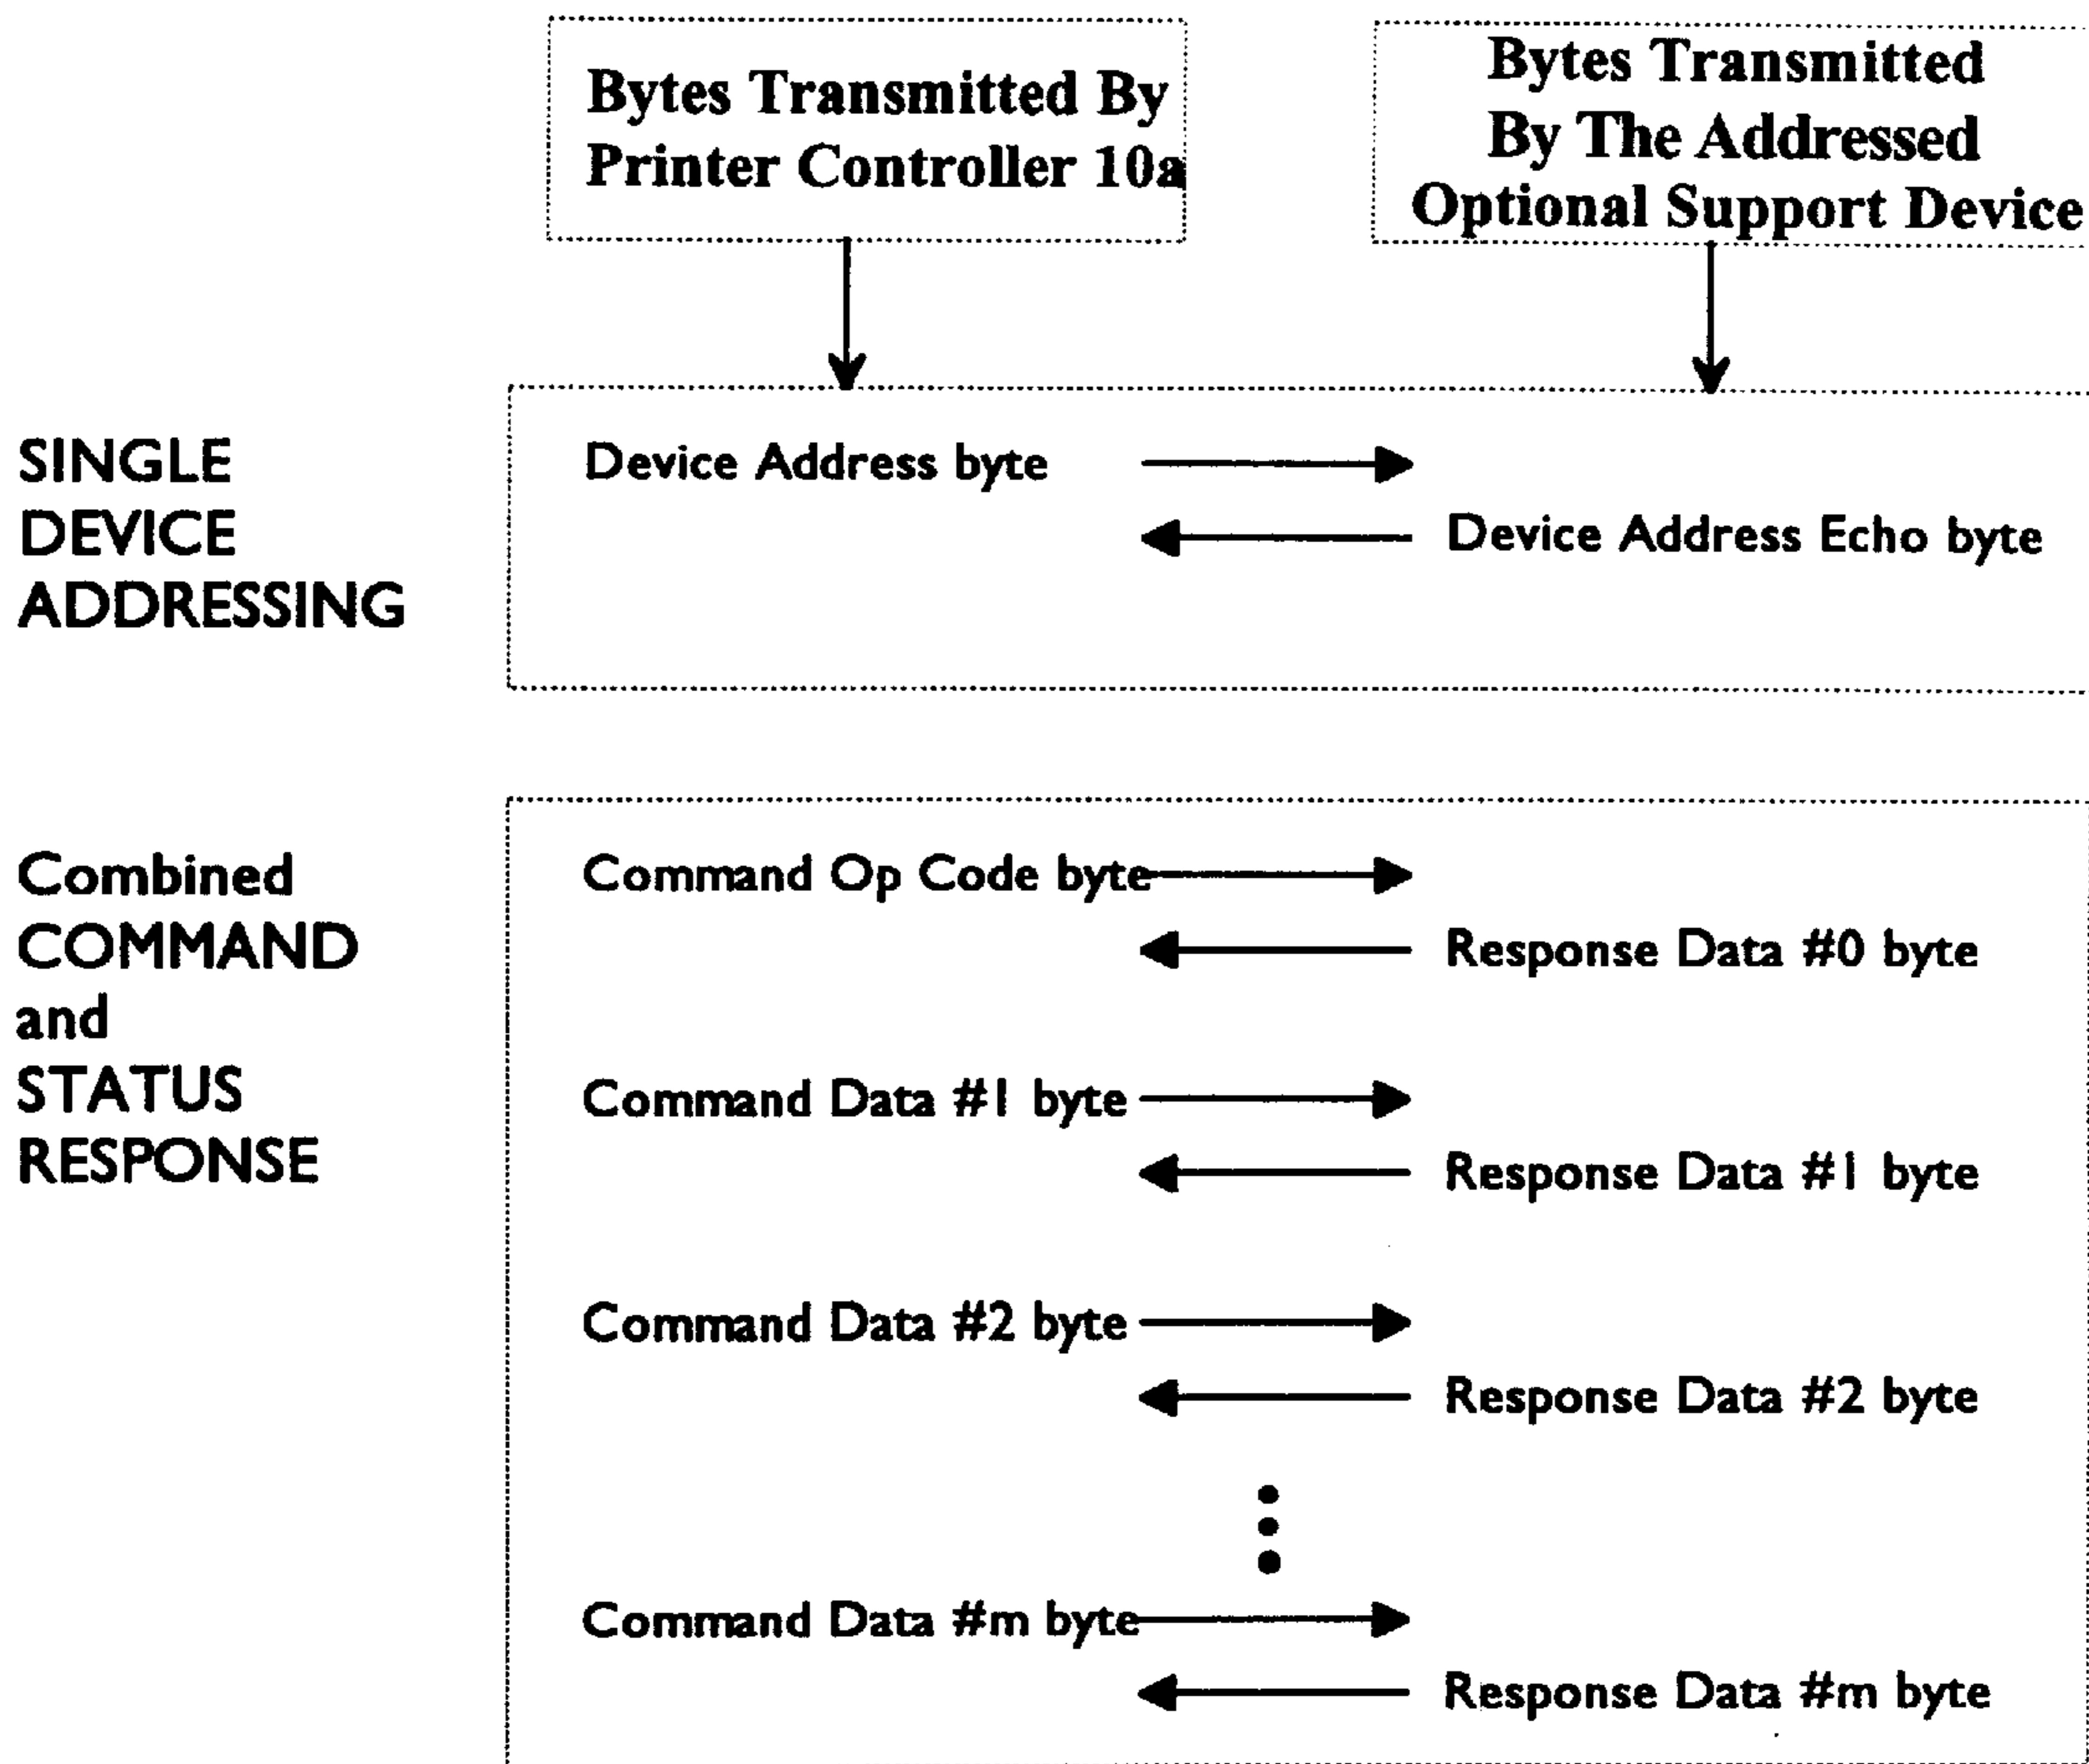 Bytes Transmitted By
Printer Controller 10a
Bytes Transmitted
By The Addressed
Optional Support Device
SINGLE
DEVICE
ADDRESSING
Device Address byte
Device Address Echo byte
Combined
COMMAND
and
STATUS
RESPONSE
Command Op Code byte
Response Data #0 byte
Command Data #1 byte
Response Data #1 byte
Command Data #2 byte
Response Data #2 byte
Command Data #m byte
Response Data #m byte